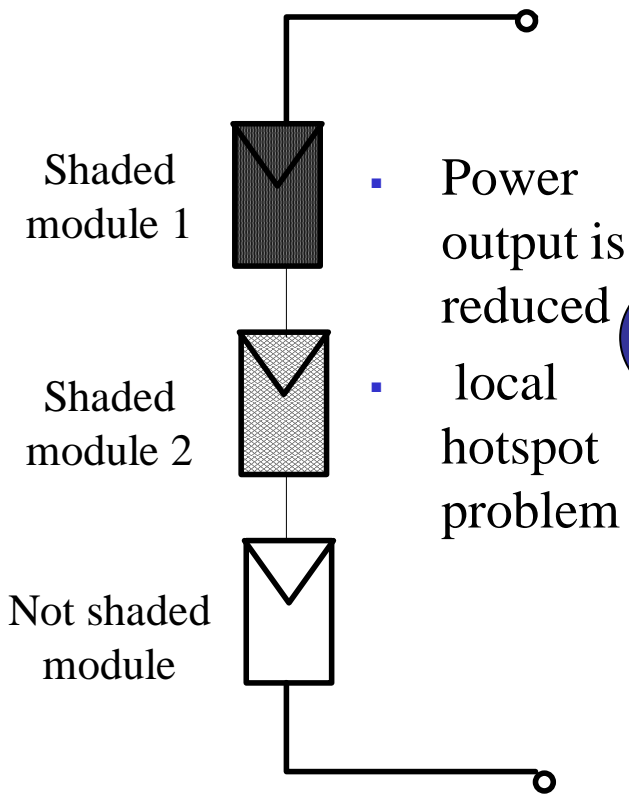 Shaded
module 1
Power
output is
reduced
Shaded
module 2
local
hotspot
problem
Not shaded
module